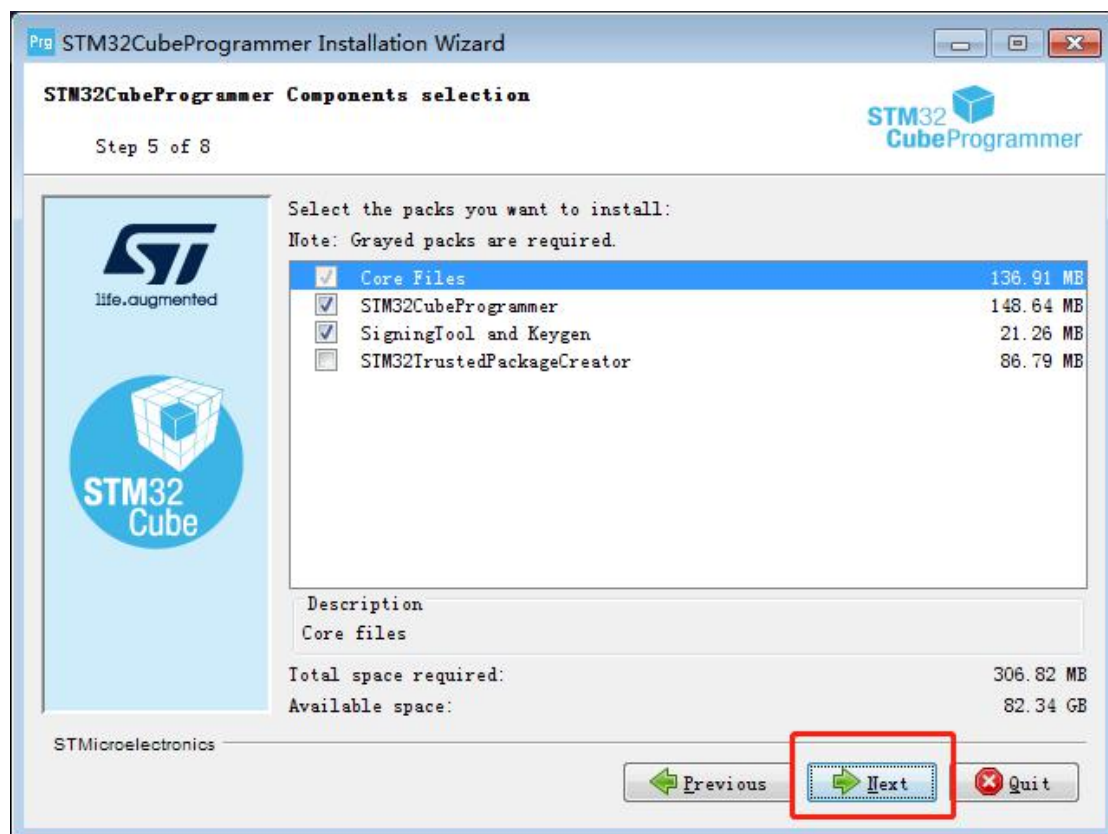 Prg STM32CubeProgrammer Installation Wizard
STM32CubeProgrammer Components selection
Step 5 of 8
STM32
CubeProgrammer
ST
life.augmented
STM32
Cube
Select the packs you want to install:
Note: Grayed packs are required.
Core Files 136.91 MB
STM32CubeProgrammer 148.64 MB
SigningTool and Keygen 21.26 MB
STM32TrustedPackageCreator 86.79 MB
Description
Core files
Total space required: 306.82 MB
Available space: 82.34 GB
STMicroelectronics
Previous Next Quit